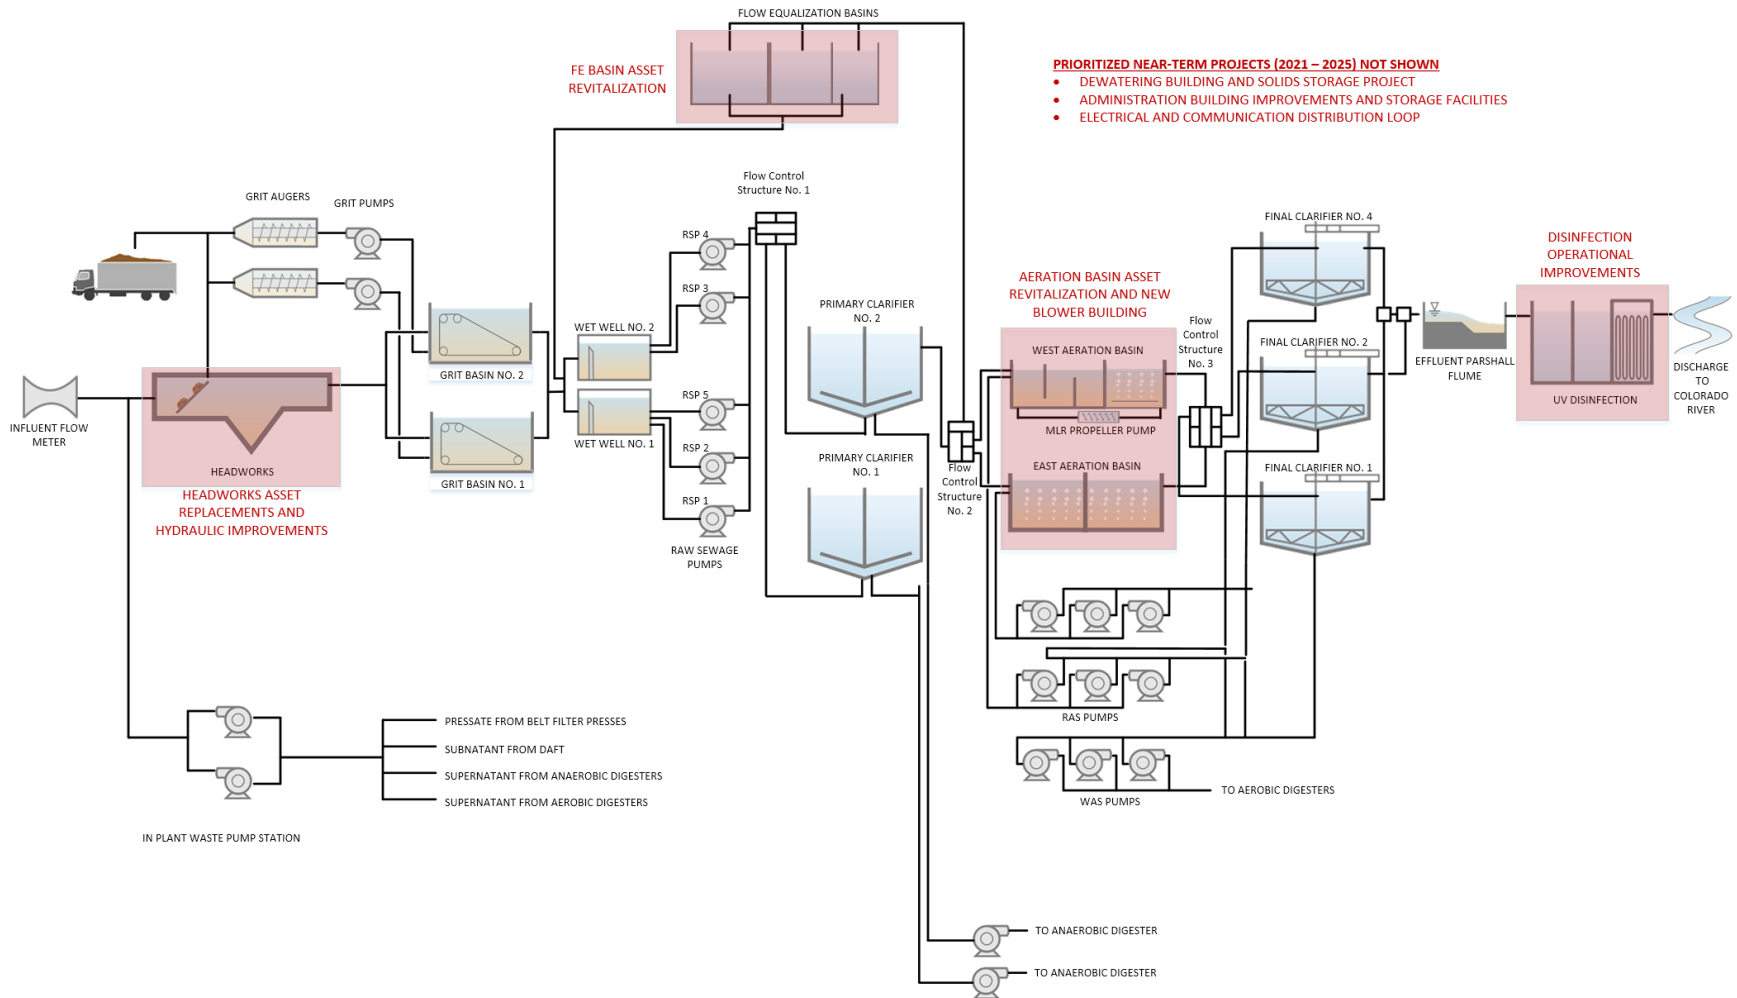 FLOW EQUALIZATION BASINS
FE BASIN ASSET
REVITALIZATION
PRIORITIZED NEAR-TERM PROJECTS (2021 – 2025) NOT SHOWN
• DEWATERING BUILDING AND SOLIDS STORAGE PROJECT
• ADMINISTRATION BUILDING IMPROVEMENTS AND STORAGE FACILITIES
• ELECTRICAL AND COMMUNICATION DISTRIBUTION LOOP
GRIT AUGERS
GRIT PUMPS
Flow Control
Structure No. 1
RSP 4
RSP 3
RSP 5
RSP 2
RSP 1
RAW SEWAGE
PUMPS
WET WELL NO. 2
WET WELL NO. 1
GRIT BASIN NO. 2
GRIT BASIN NO. 1
INFLUENT FLOW
METER
HEADWORKS
HEADWORKS ASSET
REPLACEMENTS AND
HYDRAULIC IMPROVEMENTS
PRIMARY CLARIFIER
NO. 2
PRIMARY CLARIFIER
NO. 1
Flow
Control
Structure
No. 2
AERATION BASIN ASSET
REVITALIZATION AND NEW
BLOWER BUILDING
WEST AERATION BASIN
MLR PROPELLER PUMP
EAST AERATION BASIN
Flow
Control
Structure
No. 3
FINAL CLARIFIER NO. 4
FINAL CLARIFIER NO. 2
FINAL CLARIFIER NO. 1
EFFLUENT PARSHALL
FLUME
DISINFECTION
OPERATIONAL
IMPROVEMENTS
UV DISINFECTION
DISCHARGE
TO
COLORADO
RIVER
RAS PUMPS
WAS PUMPS
TO AEROBIC DIGESTERS
PRESSATE FROM BELT FILTER PRESSES
SUBNATANT FROM DAFT
SUPERNATANT FROM ANAEROBIC DIGESTERS
SUPERNATANT FROM AEROBIC DIGESTERS
IN PLANT WASTE PUMP STATION
TO ANAEROBIC DIGESTER
TO ANAEROBIC DIGESTER